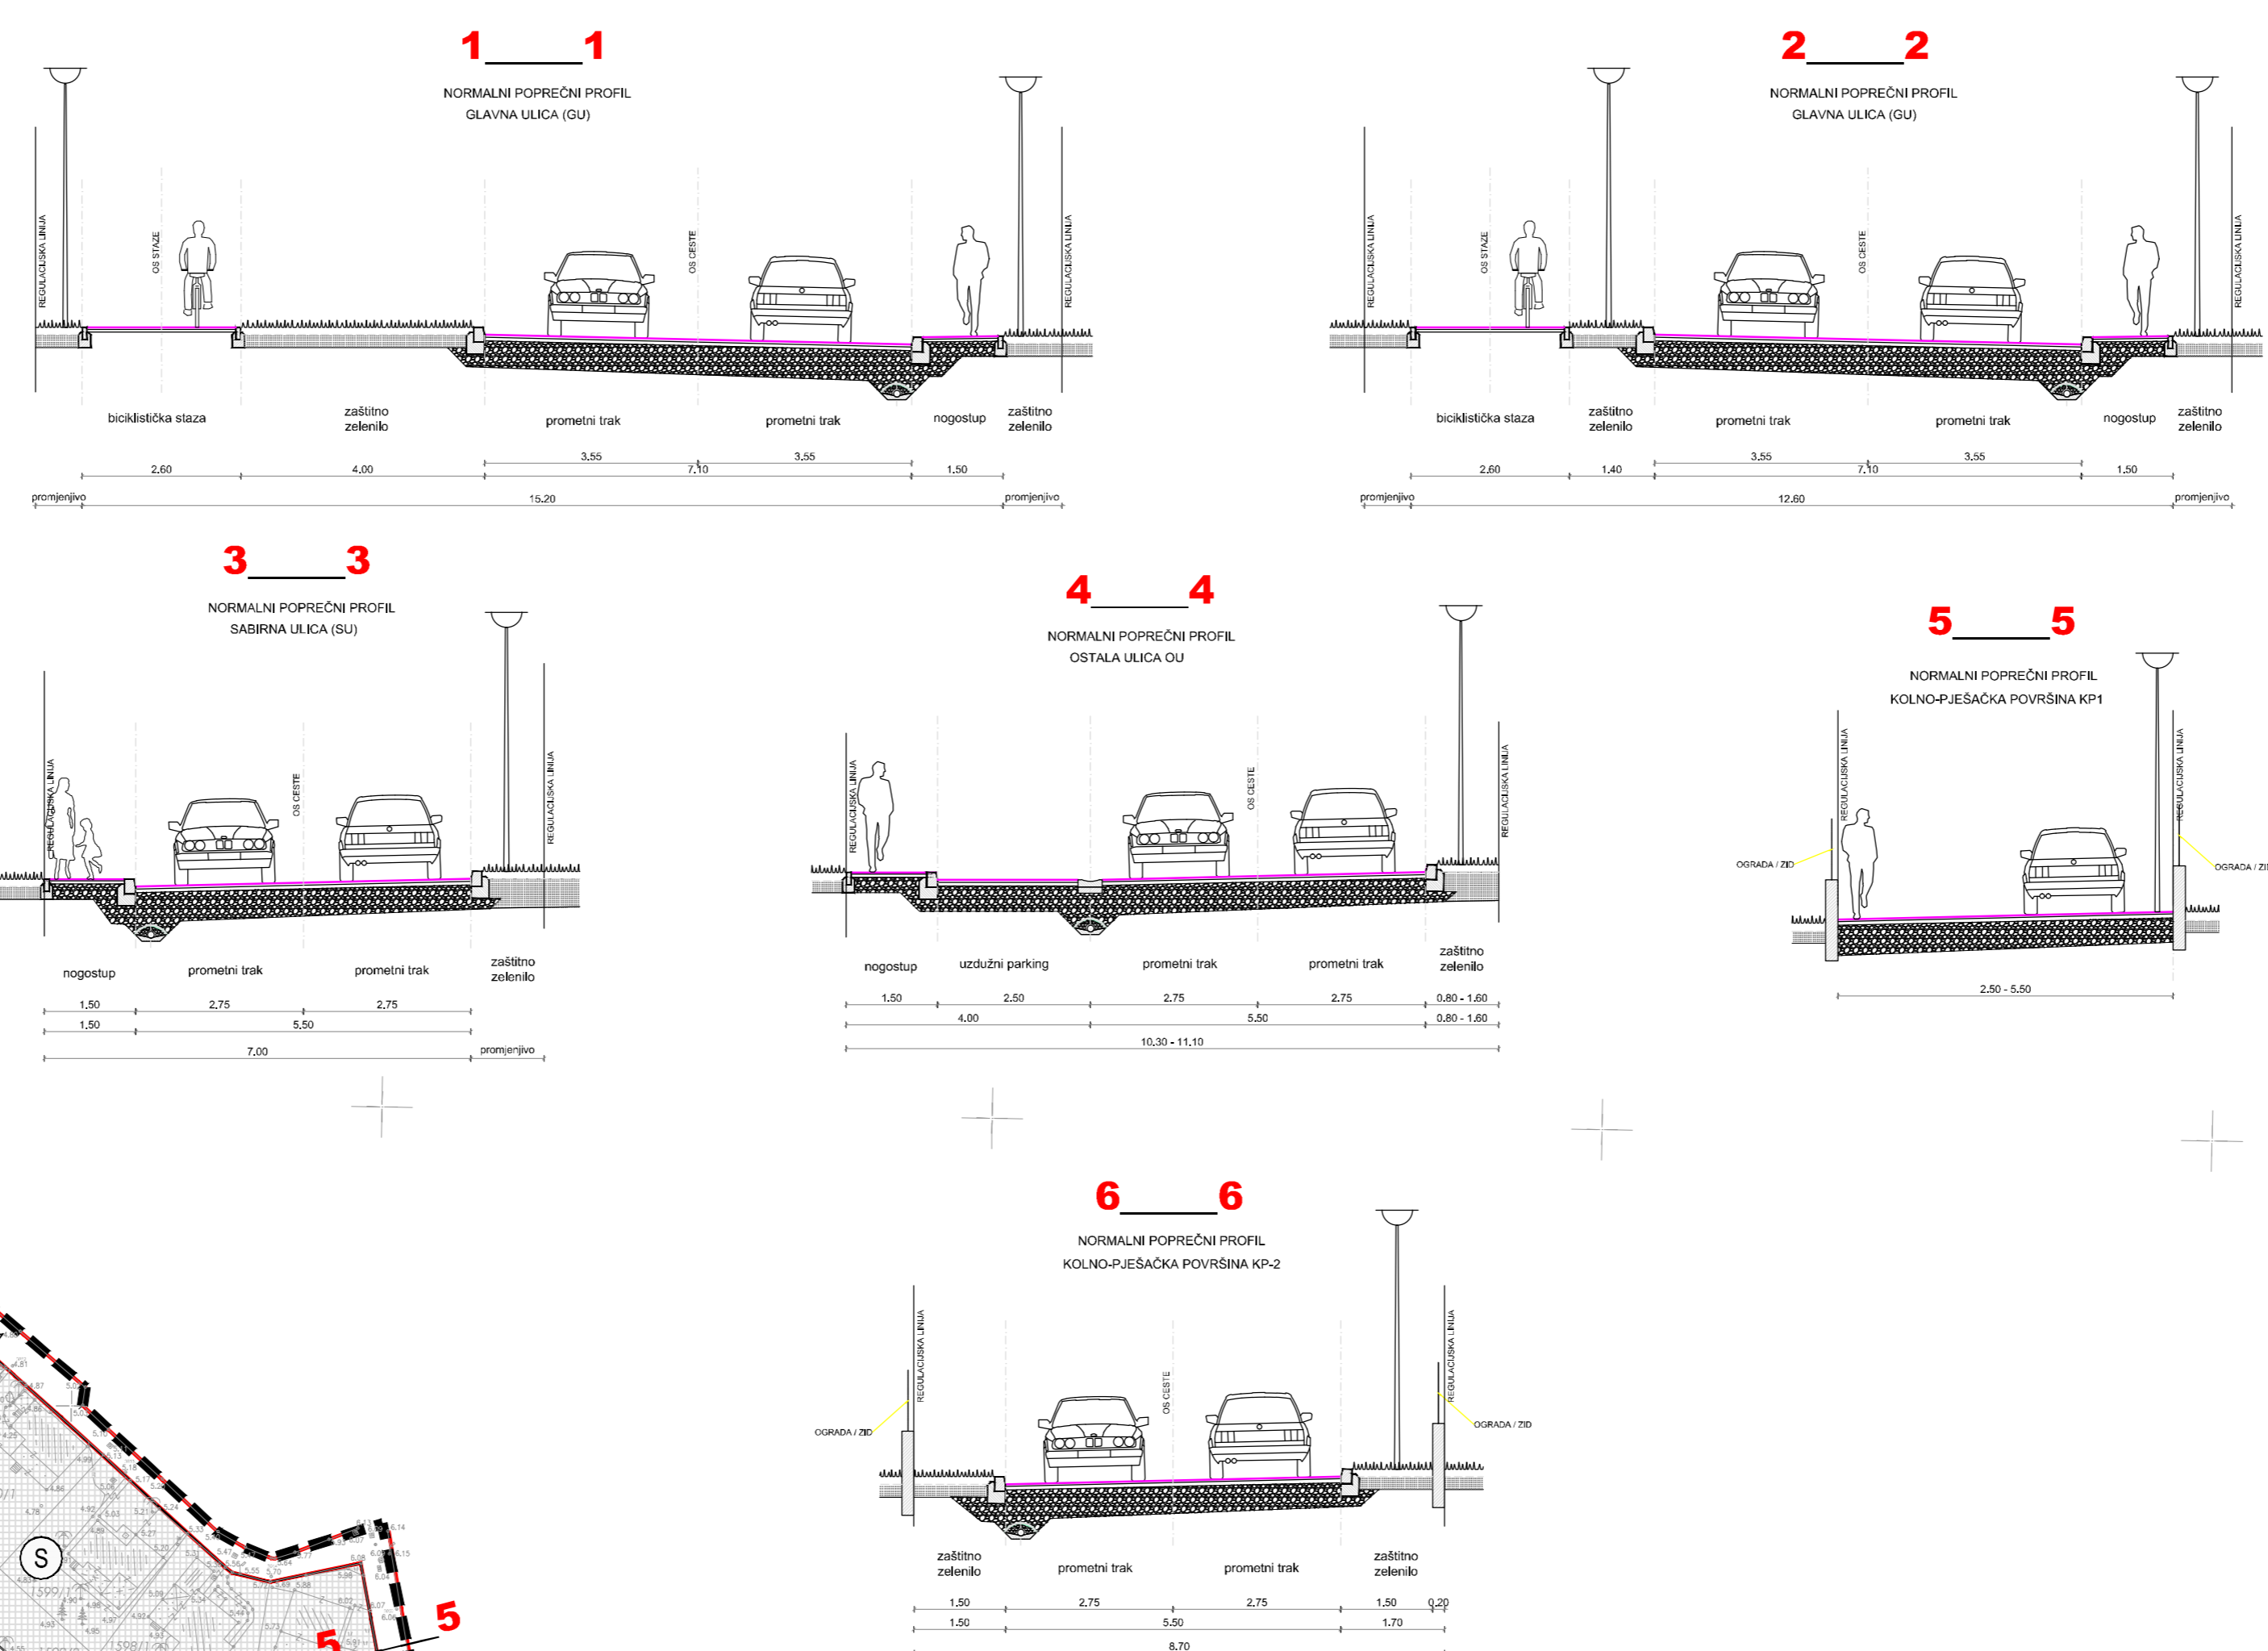 1 1
NORMALNI POPREČNI PROFIL
GLAVNA ULICA (GU)
REGULACIJSKA LINIJA
OS STAZE
OS CESTE
REGULACIJSKA LINIJA
biciklistička staza
zaštitno
zelenilo
prometni trak
prometni trak
nogostup
zaštitno
zelenilo
3.55 3.55
2.60 4.00 7.10 1.50
promjenjivo 15.20 promjenjivo
2 2
NORMALNI POPREČNI PROFIL
GLAVNA ULICA (GU)
REGULACIJSKA LINIJA
OS STAZE
OS CESTE
REGULACIJSKA LINIJA
biciklistička staza
zaštitno
zelenilo
prometni trak
prometni trak
nogostup
zaštitno
zelenilo
3.55 3.55
2.60 1.40 7.10 1.50
promjenjivo 12.60 promjenjivo
3 3
NORMALNI POPREČNI PROFIL
SABIRNA ULICA (SU)
REGULACIJSKA LINIJA
OS CESTE
REGULACIJSKA LINIJA
nogostup
prometni trak
prometni trak
zaštitno
zelenilo
1.50 2.75 2.75
1.50 5.50
7.00 promjenjivo
4 4
NORMALNI POPREČNI PROFIL
OSTALA ULICA OU
REGULACIJSKA LINIJA
OS CESTE
REGULACIJSKA LINIJA
nogostup
uzdužni parking
prometni trak
prometni trak
zaštitno
zelenilo
1.50 2.50 2.75 2.75 0.80 - 1.60
4.00 5.50 0.80 - 1.60
10.30 - 11.10
5 5
NORMALNI POPREČNI PROFIL
KOLNO-PJEŠAČKA POVRŠINA KP1
REGULACIJSKA LINIJA
REGULACIJSKA LINIJA
OGRADA / ZID
OGRADA / ZID
2.50 - 5.50
6 6
NORMALNI POPREČNI PROFIL
KOLNO-PJEŠAČKA POVRŠINA KP-2
REGULACIJSKA LINIJA
OS CESTE
REGULACIJSKA LINIJA
OGRADA / ZID
OGRADA / ZID
zaštitno
zelenilo
prometni trak
prometni trak
zaštitno
zelenilo
1.50 2.75 2.75 1.50 0.20
1.50 5.50 1.70
8.70
S
5
5